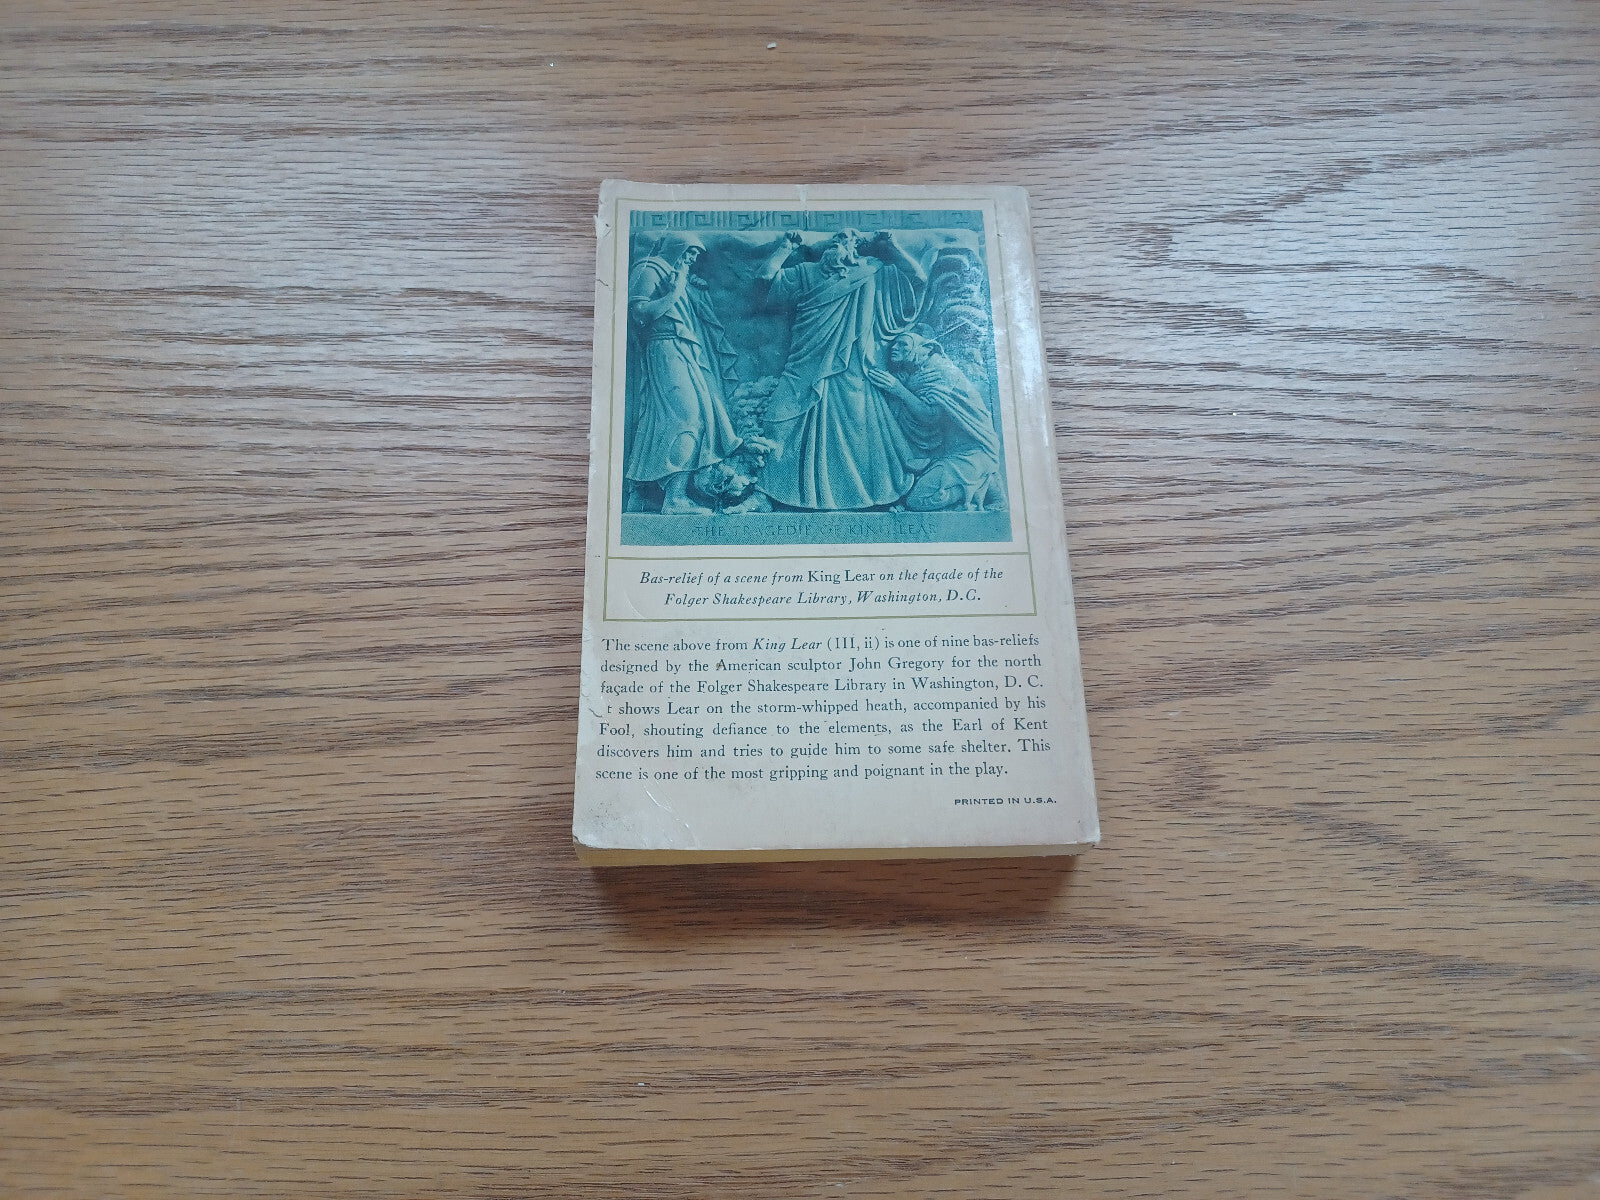 THE TRAGEDIE OF KING LEAR
Bas-relief of a scene from King Lear on the façade of the
Folger Shakespeare Library, Washington, D.C.
The scene above from King Lear (III, ii) is one of nine bas-reliefs
designed by the American sculptor John Gregory for the north
façade of the Folger Shakespeare Library in Washington, D. C.
t shows Lear on the storm-whipped heath, accompanied by his
Fool, shouting defiance to the elements, as the Earl of Kent
discovers him and tries to guide him to some safe shelter. This
scene is one of the most gripping and poignant in the play.
PRINTED IN U.S.A.